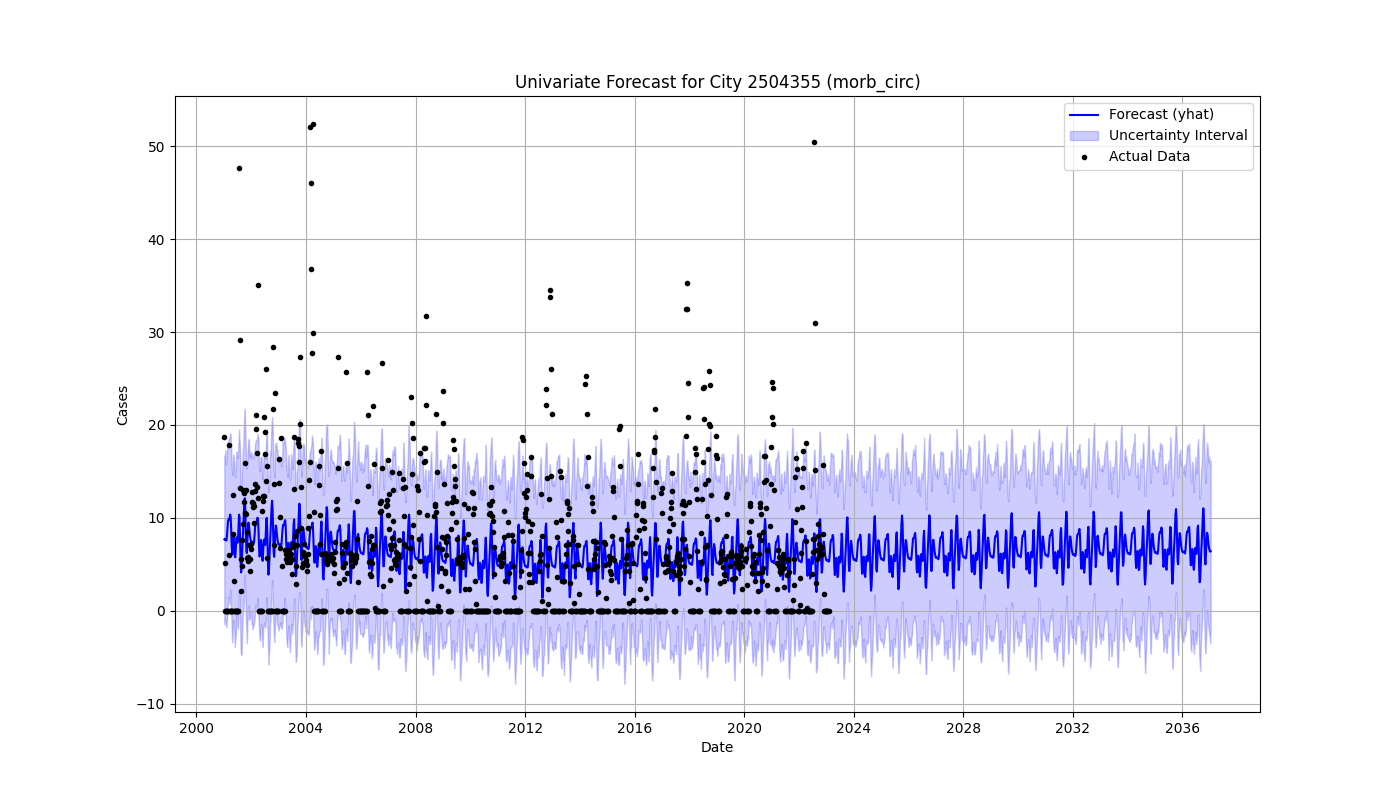 Univariate Forecast for City 2504355 (morb_circ)
Forecast (yhat)
Uncertainty Interval
Actual Data
Cases
50
40
30
20
10
0
−10
2000 2004 2008 2012 2016 2020 2024 2028 2032 2036
Date